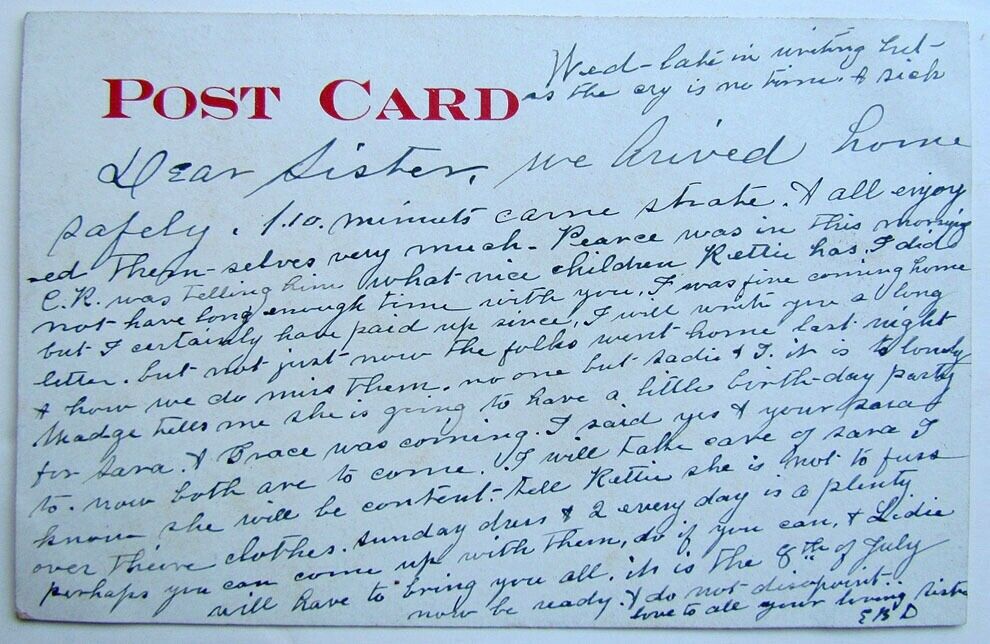 Wed - late in writing but -
as the cry is no time. & sick
POST CARD
Dear Sister, we Arived home
safely. 1.10. minuts came strate. & all enjoy
-ed them-selves very much - Pearce was in this morning
C.R. was telling him what nice children Rettie has, I did
not have long enough time with you, I was fine coming home
but I certainly have paid up since, I will write you a long
letter. but not just now the folks went home last night
& how we do miss them. no one but Sadie & I. it is so lonely
Madge tells me she is going to have a little birth-day party
for Sara. & Grace was coming. I said yes & your Sara
to. now both are to come. I will take care of Sara I
know she will be content - tell Rettie she is not to fuss
over theire clothes. Sunday dress & 2 every day is a plenty
perhaps you can come up with them, do if you can, & Lidie
will have to bring you all. it is the 8th of July
now be ready. & do not disapoint -
love to all your loving sister
E B D